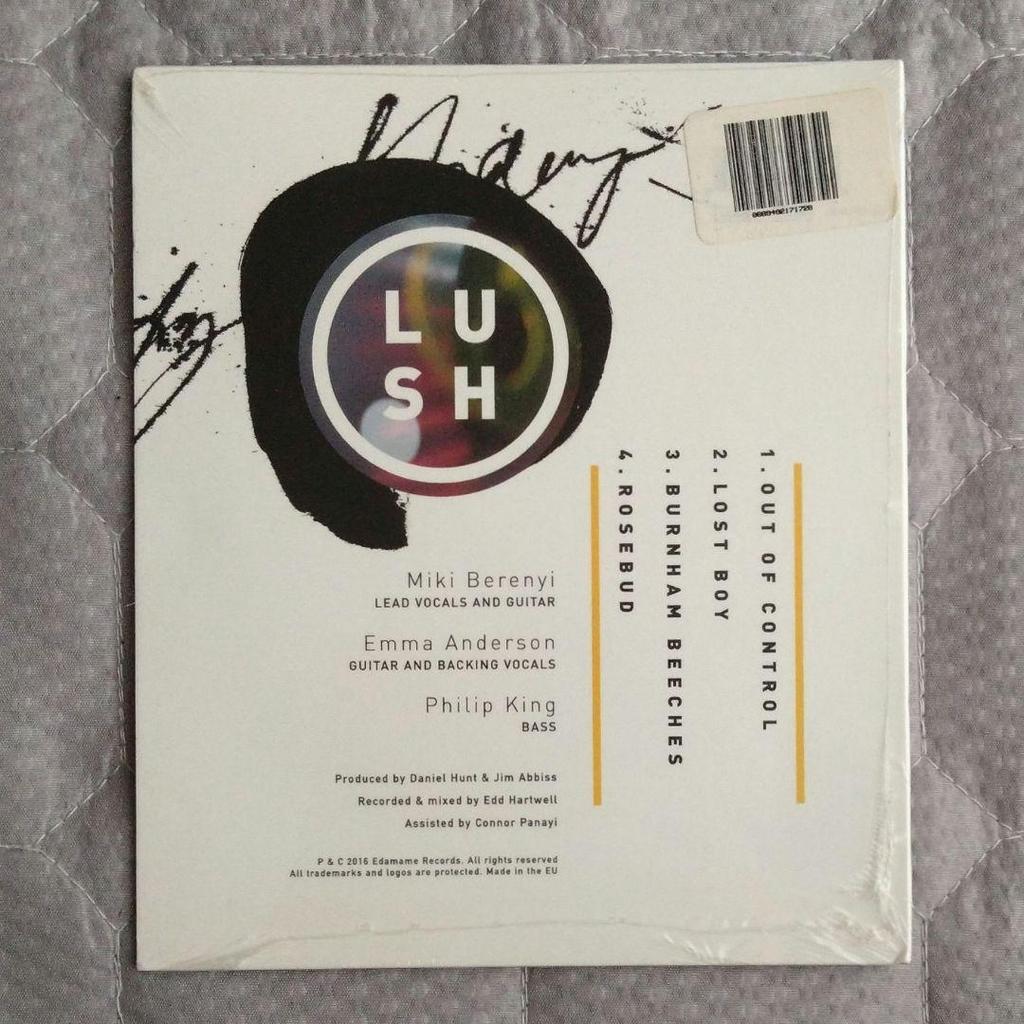 0000400171720
L U
S H
1. OUT OF CONTROL
2. LOST BOY
3. BURNHAM BEECHES
4. ROSEBUD
Miki Berenyi
LEAD VOCALS AND GUITAR
Emma Anderson
GUITAR AND BACKING VOCALS
Philip King
BASS
Produced by Daniel Hunt & Jim Abbiss
Recorded & mixed by Edd Hartwell
Assisted by Connor Panayi
P & C 2016 Edamame Records. All rights reserved
All trademarks and logos are protected. Made in the EU